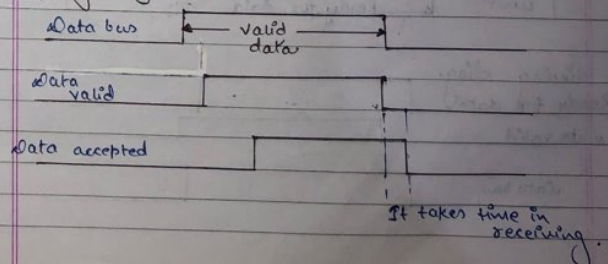 Data bus
valid
data
Data
valid
Data accepted
It takes time in
receiving.